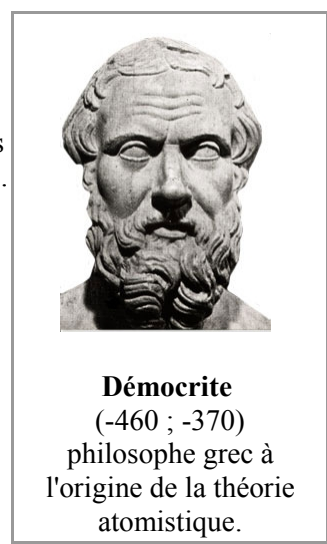 s
.
Démocrite
(-460 ; -370)
philosophe grec à
l'origine de la théorie
atomistique.